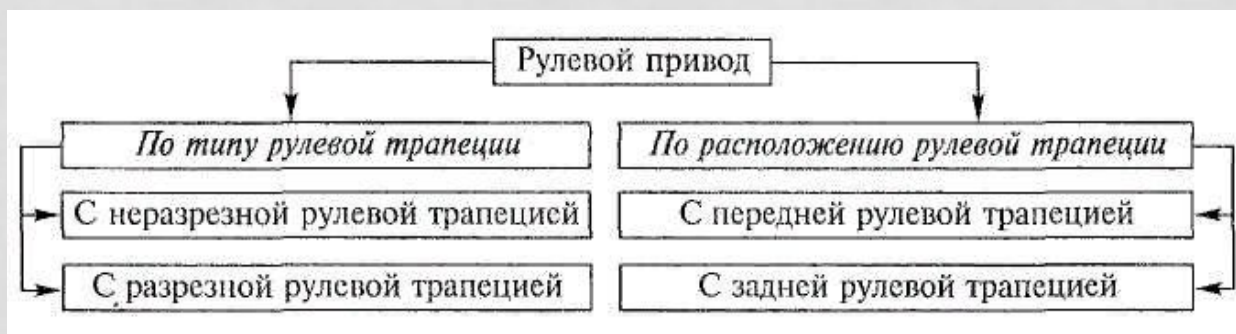 Рулевой привод
По типу рулевой трапеции
С неразрезной рулевой трапецией
С разрезной рулевой трапецией
По расположению рулевой трапеции
С передней рулевой трапецией
С задней рулевой трапецией